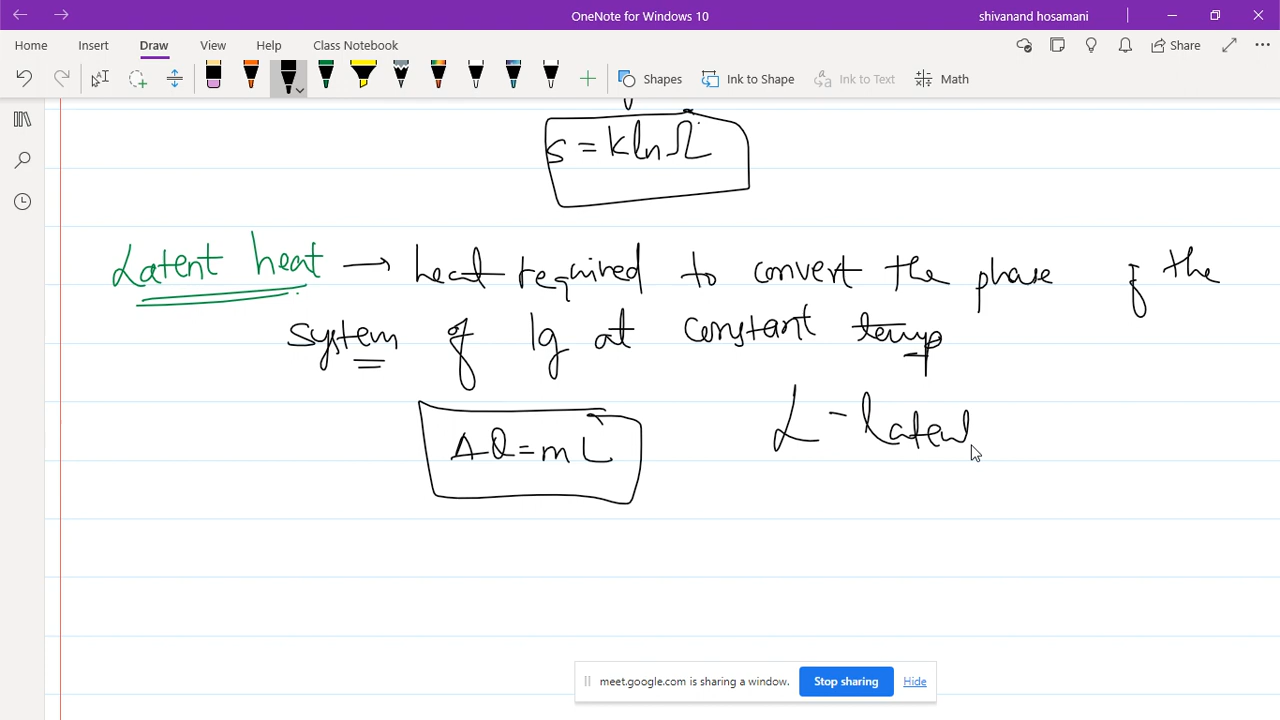 OneNote for Windows 10
shivanand hosamani
Home Insert Draw View Help Class Notebook
Share
Shapes Ink to Shape Ink to Text Math
s = k ln Ω
Latent heat → heat required to convert the phase of the
system of 1g at constant temp
ΔQ = m L
L - laten
meet.google.com is sharing a window. Stop sharing Hide